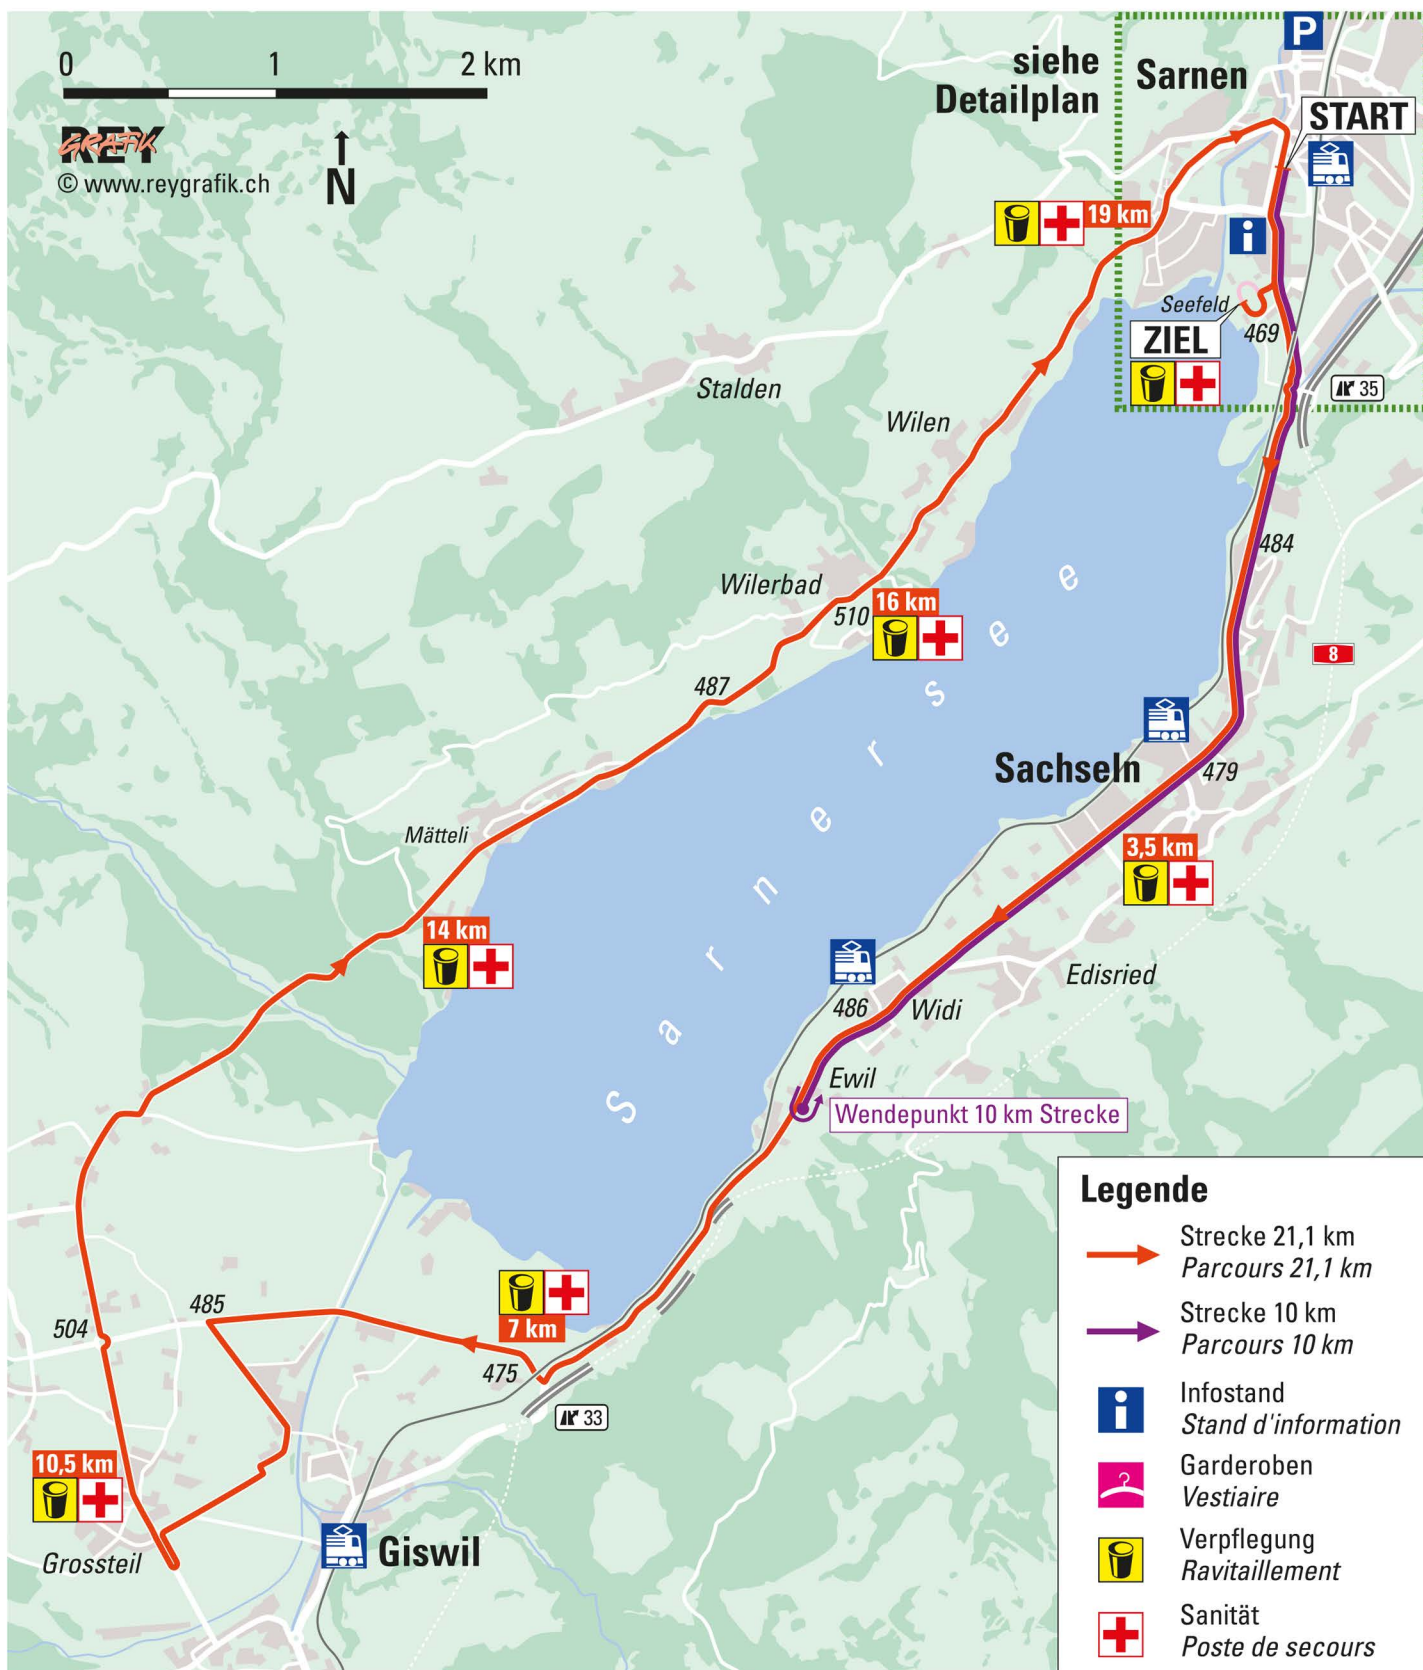 0 1 2 km
REY
GRAFIK
© www.reygrafik.ch
N
siehe
Detailplan
Sarnen
P
START
19 km
i
Seefeld
469
ZIEL
35
Stalden
Wilen
484
Wilerbad
510
16 km
8
487
Sachseln
479
Mätteli
3,5 km
14 km
Edisried
486
Widi
Ewil
Wendepunkt 10 km Strecke
Sarnersee
485
504
7 km
475
33
10,5 km
Grossteil
Giswil
Legende
Strecke 21,1 km
Parcours 21,1 km
Strecke 10 km
Parcours 10 km
i
Infostand
Stand d'information
Garderoben
Vestiaire
Verpflegung
Ravitaillement
Sanität
Poste de secours